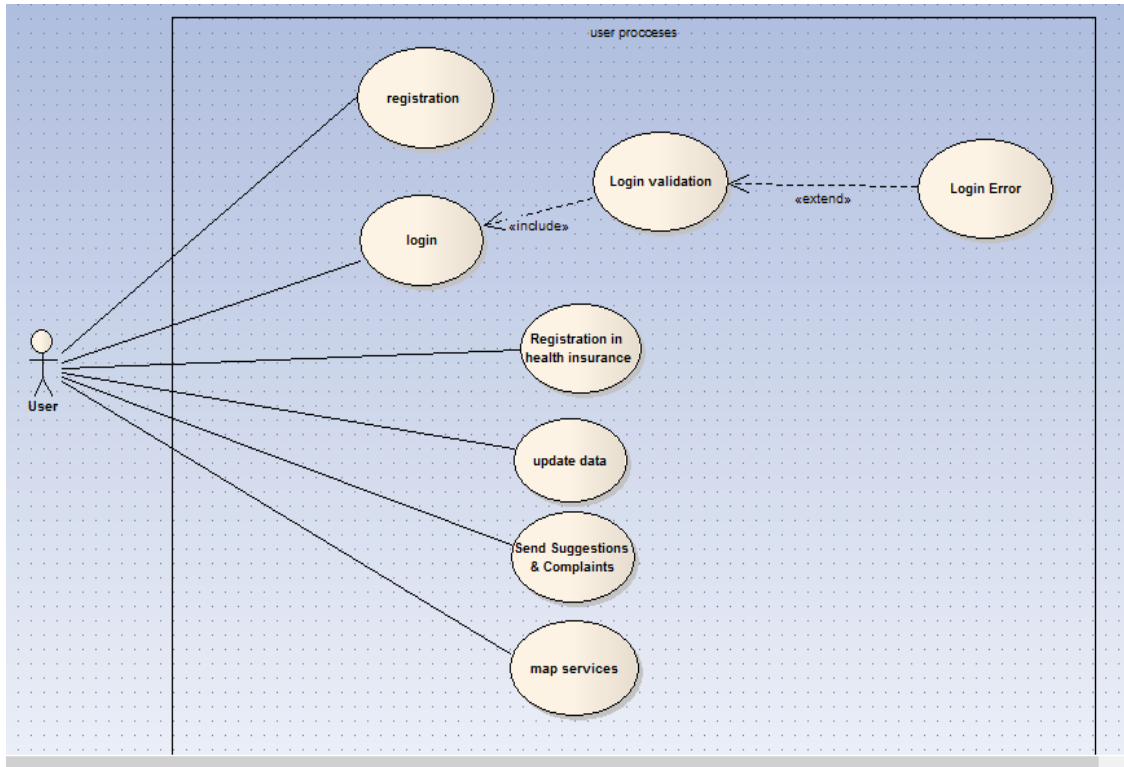 user procceses
registration
Login validation
Login Error
«extend»
«include»
login
Registration in
health insurance
User
update data
Send Suggestions
& Complaints
map services